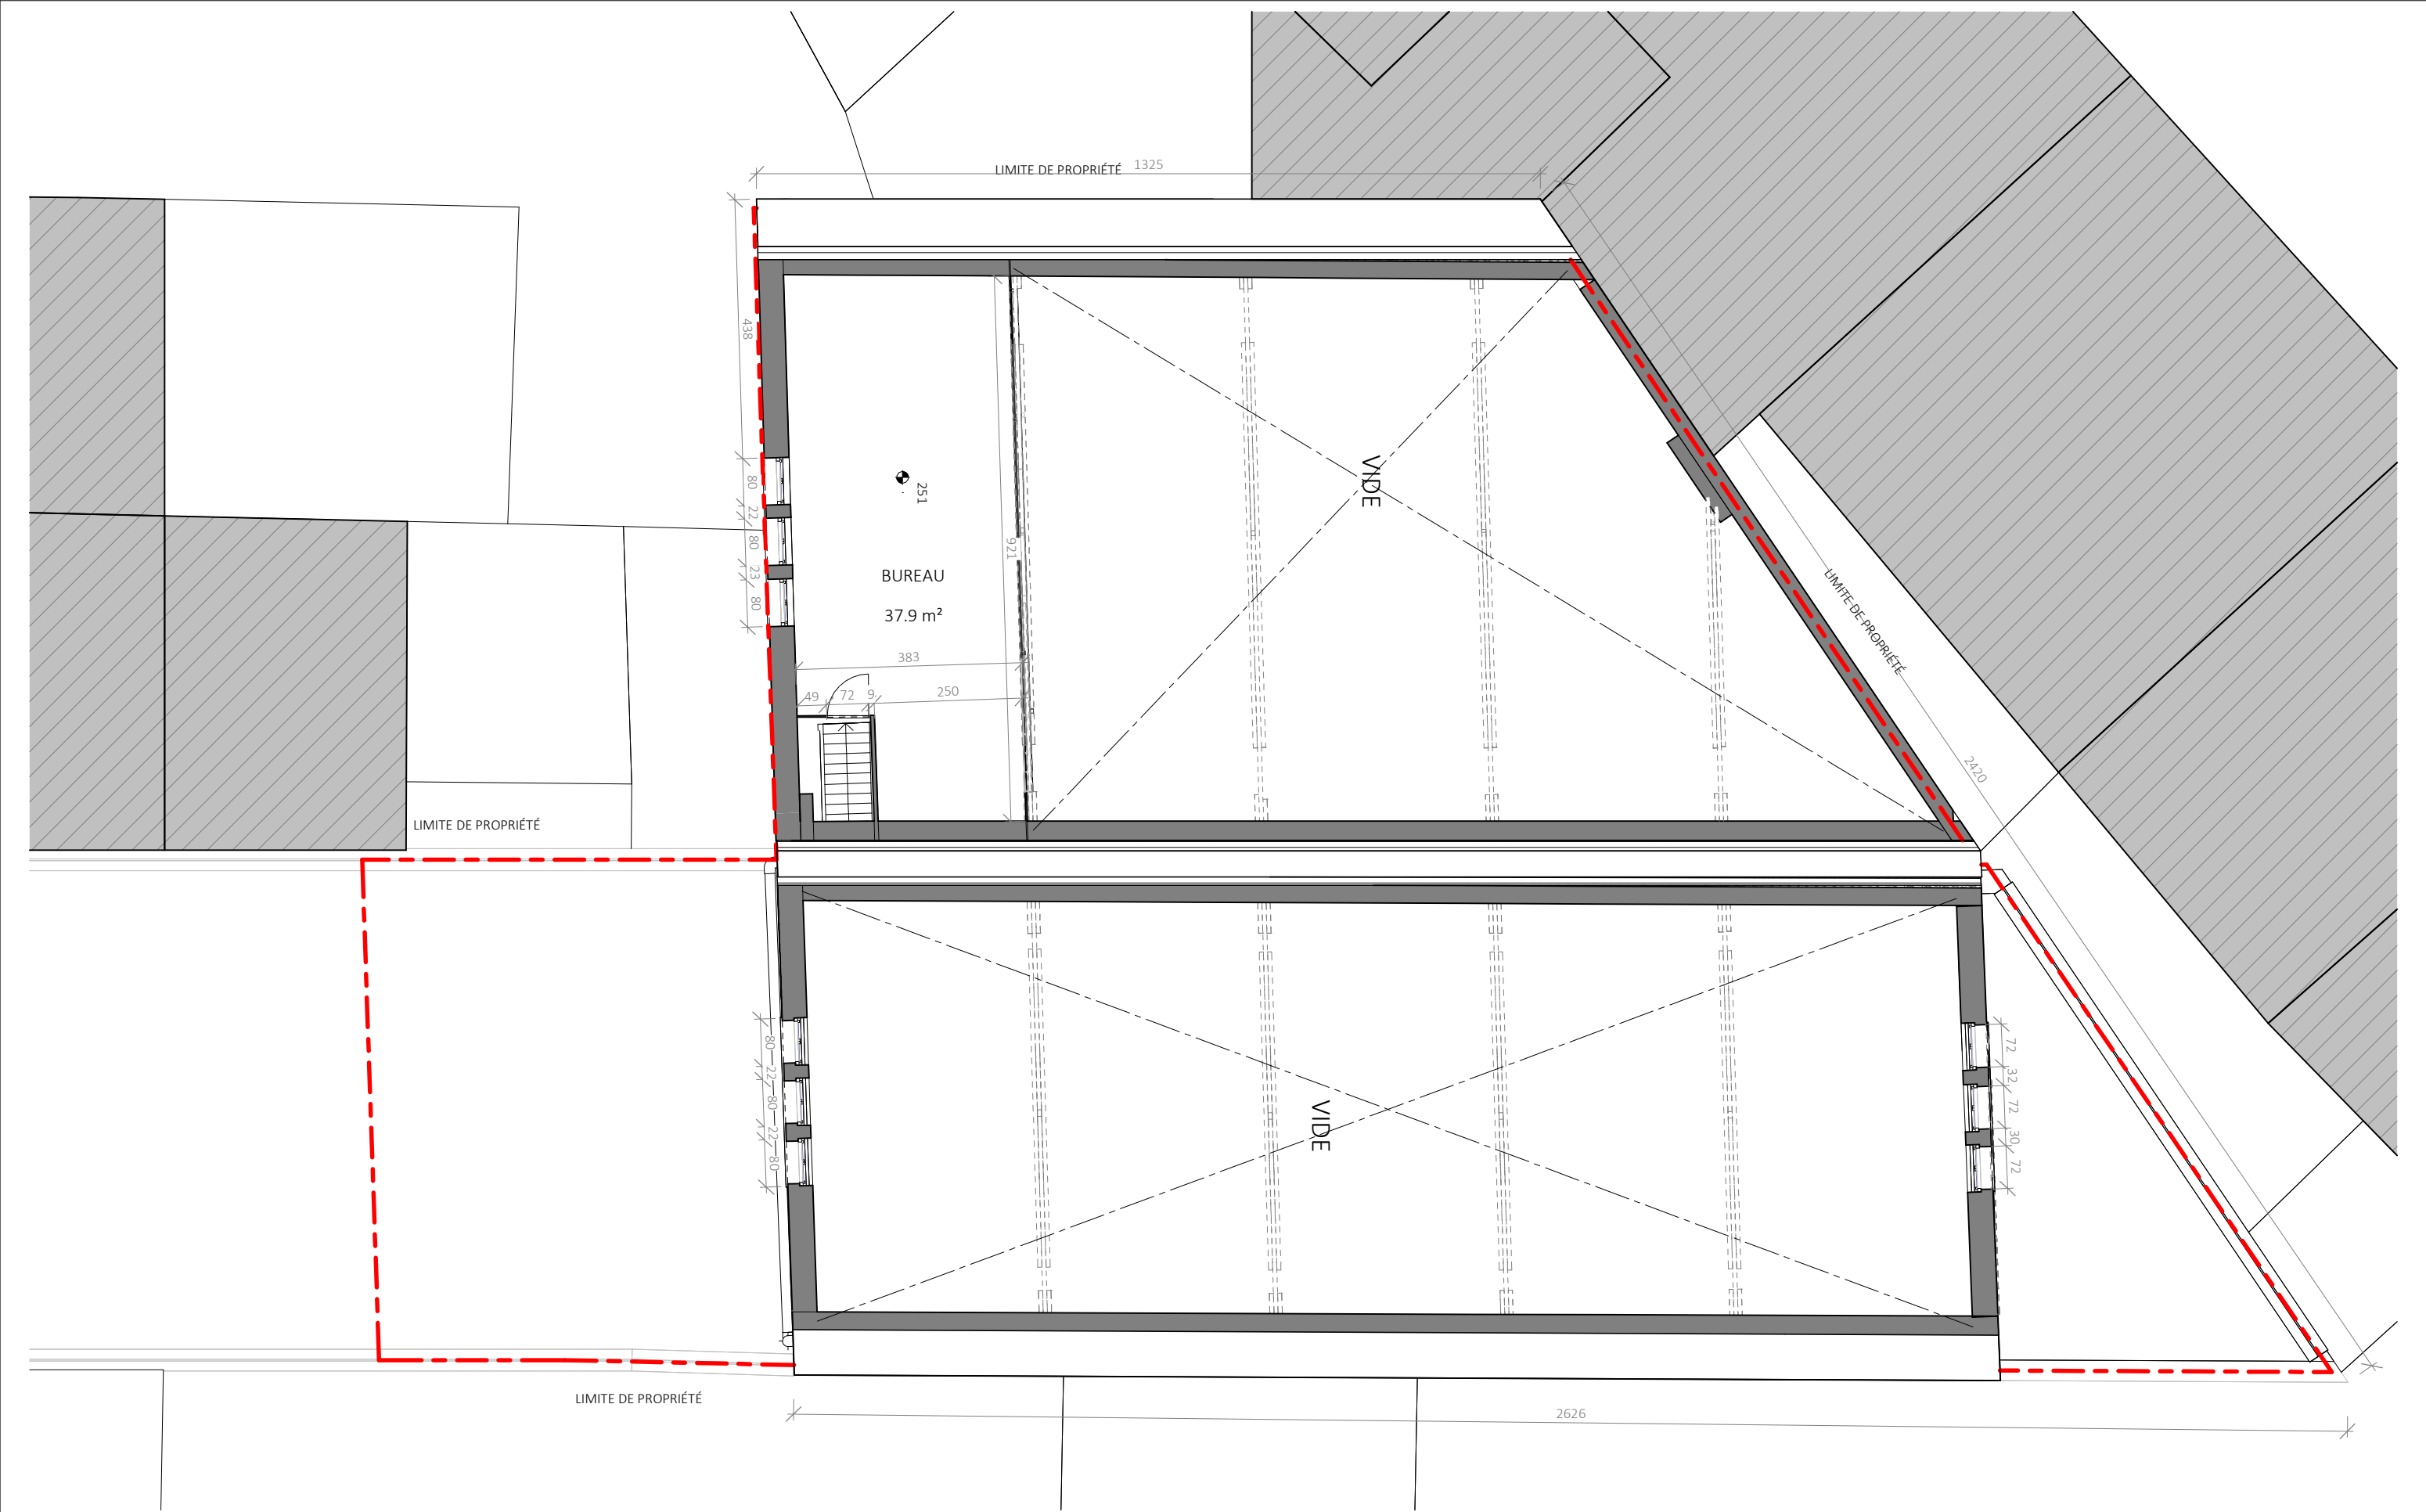 LIMITE DE PROPRIÉTÉ 1325
438
80
22
80
23
80
251
BUREAU
37.9 m²
921
383
49 72 9 250
VIDE
LIMITE DE PROPRIÉTÉ
2420
LIMITE DE PROPRIÉTÉ
80
22
80
22
80
VIDE
72
32
72
30
72
LIMITE DE PROPRIÉTÉ
2626